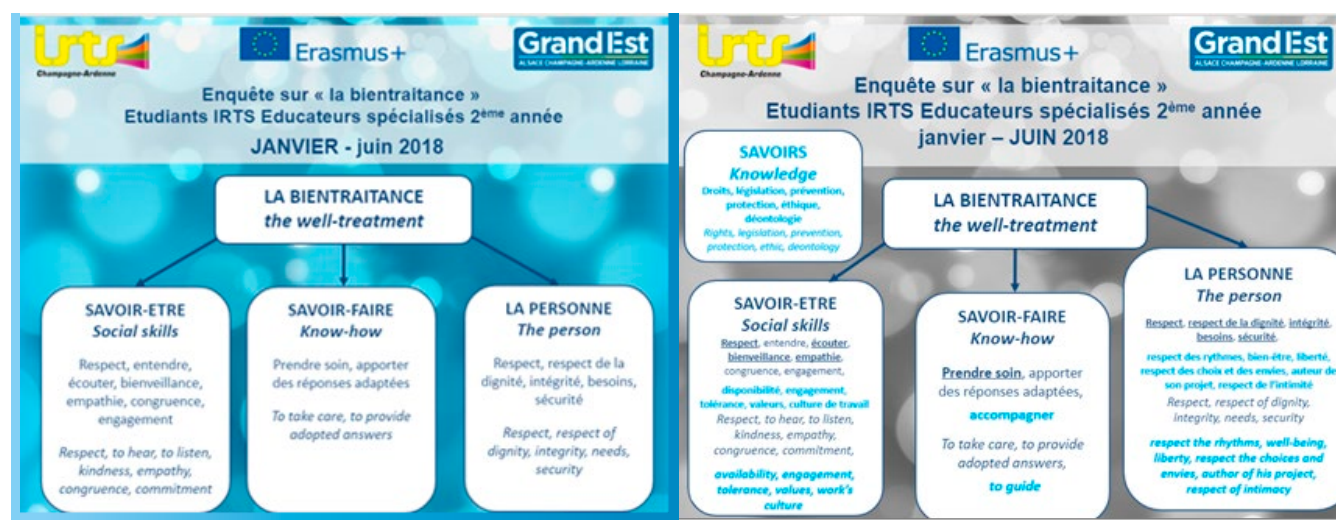 irts
Champagne-Ardenne
Erasmus+
Grand Est
ALSACE CHAMPAGNE-ARDENNE LORRAINE
Enquête sur « la bientraitance »
Etudiants IRTS Educateurs spécialisés 2ème année
JANVIER - juin 2018
LA BIENTRAITANCE
the well-treatment
SAVOIR-ETRE
Social skills
Respect, entendre,
écouter, bienveillance,
empathie, congruence,
engagement
Respect, to hear, to listen,
kindness, empathy,
congruence, commitment
SAVOIR-FAIRE
Know-how
Prendre soin, apporter
des réponses adaptées
To take care, to provide
adopted answers
LA PERSONNE
The person
Respect, respect de la
dignité, intégrité, besoins,
sécurité
Respect, respect of
dignity, integrity, needs,
security
irts
Champagne-Ardenne
Erasmus+
Grand Est
ALSACE CHAMPAGNE-ARDENNE LORRAINE
Enquête sur « la bientraitance »
Etudiants IRTS Educateurs spécialisés 2ème année
janvier – JUIN 2018
SAVOIRS
Knowledge
Droits, législation, prévention,
protection, éthique,
déontologie
Rights, legislation, prevention,
protection, ethic, deontology
LA BIENTRAITANCE
the well-treatment
SAVOIR-ETRE
Social skills
Respect, entendre, écouter,
bienveillance, empathie,
congruence, engagement,
disponibilité, engagement,
tolérance, valeurs, culture de travail
Respect, to hear, to listen,
kindness, empathy,
congruence, commitment,
availability, engagement,
tolerance, values, work's
culture
SAVOIR-FAIRE
Know-how
Prendre soin, apporter
des réponses adaptées,
accompagner
To take care, to provide
adopted answers,
to guide
LA PERSONNE
The person
Respect, respect de la dignité, intégrité,
besoins, sécurité,
respect des rythmes, bien-être, liberté,
respect des choix et des envies, auteur de
son projet, respect de l'intimité
Respect, respect of dignity,
integrity, needs, security
respect the rhythms, well-being,
liberty, respect the choices and
envies, author of his project,
respect of intimacy